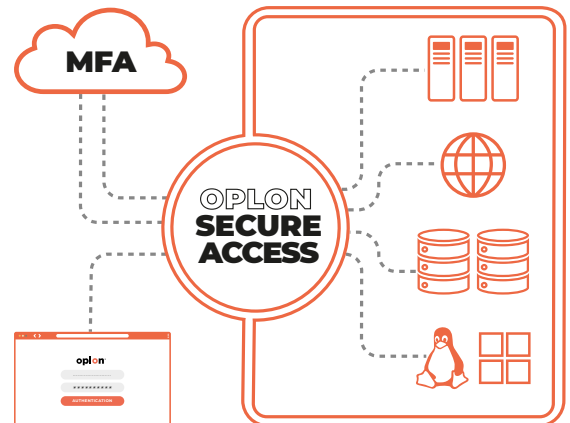 MFA
OPLON
SECURE
ACCESS
oplon
**********
AUTHENTICATION